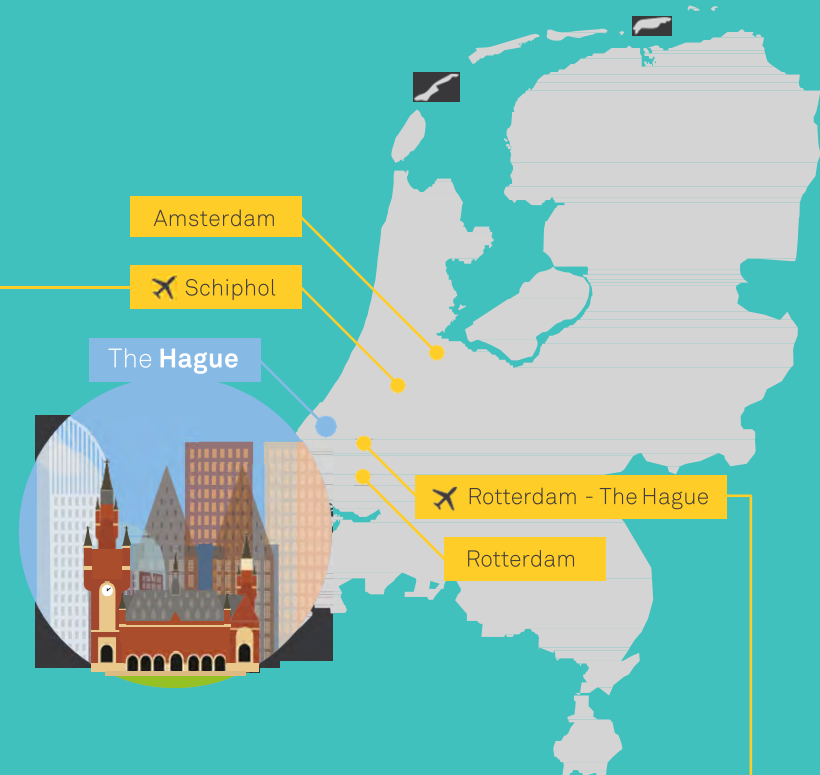 Amsterdam
Schiphol
The Hague
Rotterdam - The Hague
Rotterdam